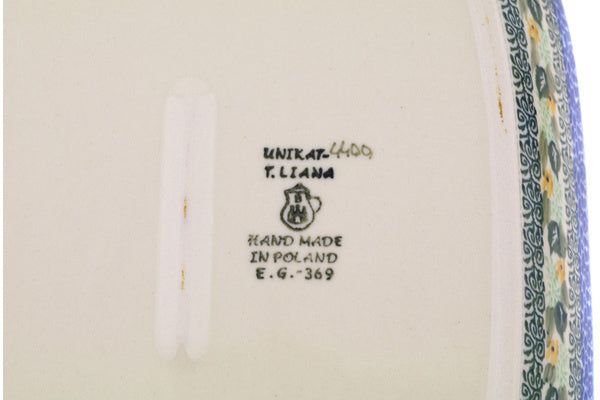 UNIKAT-4400
T. LIANA
B
HAND MADE
IN POLAND
E.G.-369